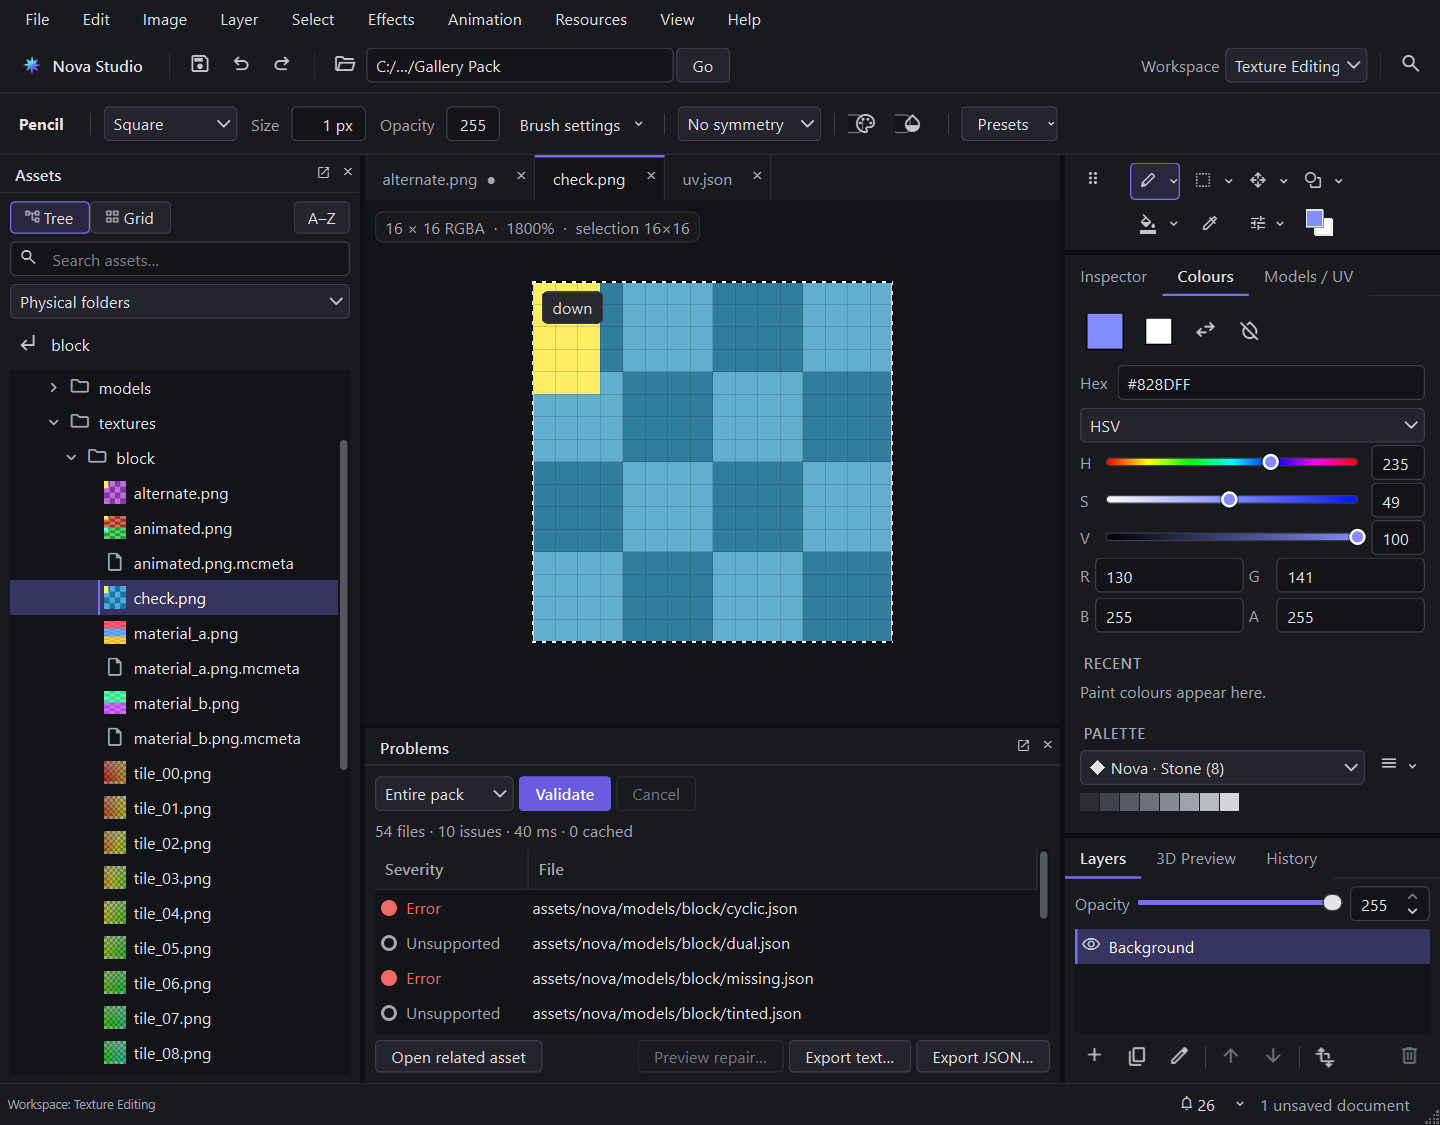 File Edit Image Layer Select Effects Animation Resources View Help
Nova Studio C:/.../Gallery Pack Go Workspace Texture Editing
Pencil Square Size 1 px Opacity 255 Brush settings No symmetry Presets
Assets
Tree Grid A–Z
Search assets...
Physical folders
block
models
textures
block
alternate.png
animated.png
animated.png.mcmeta
check.png
material_a.png
material_a.png.mcmeta
material_b.png
material_b.png.mcmeta
tile_00.png
tile_01.png
tile_02.png
tile_03.png
tile_04.png
tile_05.png
tile_06.png
tile_07.png
tile_08.png
alternate.png check.png uv.json
16 × 16 RGBA · 1800% · selection 16×16
down
Problems
Entire pack Validate Cancel
54 files · 10 issues · 40 ms · 0 cached
Severity File
Error assets/nova/models/block/cyclic.json
Unsupported assets/nova/models/block/dual.json
Error assets/nova/models/block/missing.json
Unsupported assets/nova/models/block/tinted.json
Open related asset Preview repair... Export text... Export JSON...
Inspector Colours Models / UV
Hex #828DFF
HSV
H 235
S 49
V 100
R 130 G 141
B 255 A 255
RECENT
Paint colours appear here.
PALETTE
Nova · Stone (8)
Layers 3D Preview History
Opacity 255
Background
Workspace: Texture Editing 26 1 unsaved document